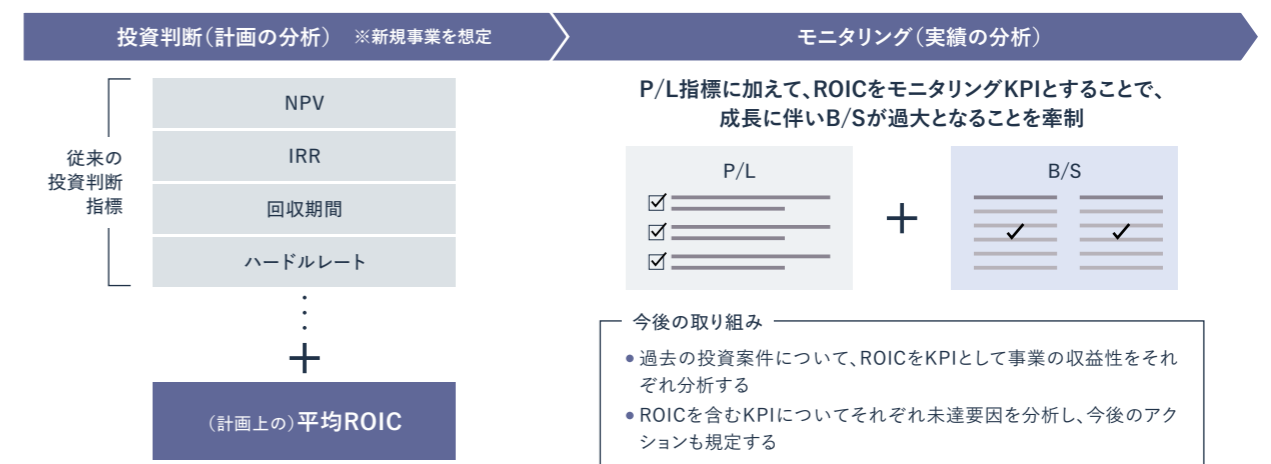 投資判断（計画の分析） ※新規事業を想定
モニタリング（実績の分析）
従来の
投資判断
指標
NPV
IRR
回収期間
ハードルレート
＋
（計画上の）平均ROIC
P/L指標に加えて、ROICをモニタリングKPIとすることで、
成長に伴いB/Sが過大となることを牽制
P/L
＋
B/S
今後の取り組み
●過去の投資案件について、ROICをKPIとして事業の収益性をそれ
ぞれ分析する
●ROICを含むKPIについてそれぞれ未達要因を分析し、今後のアク
ションも規定する